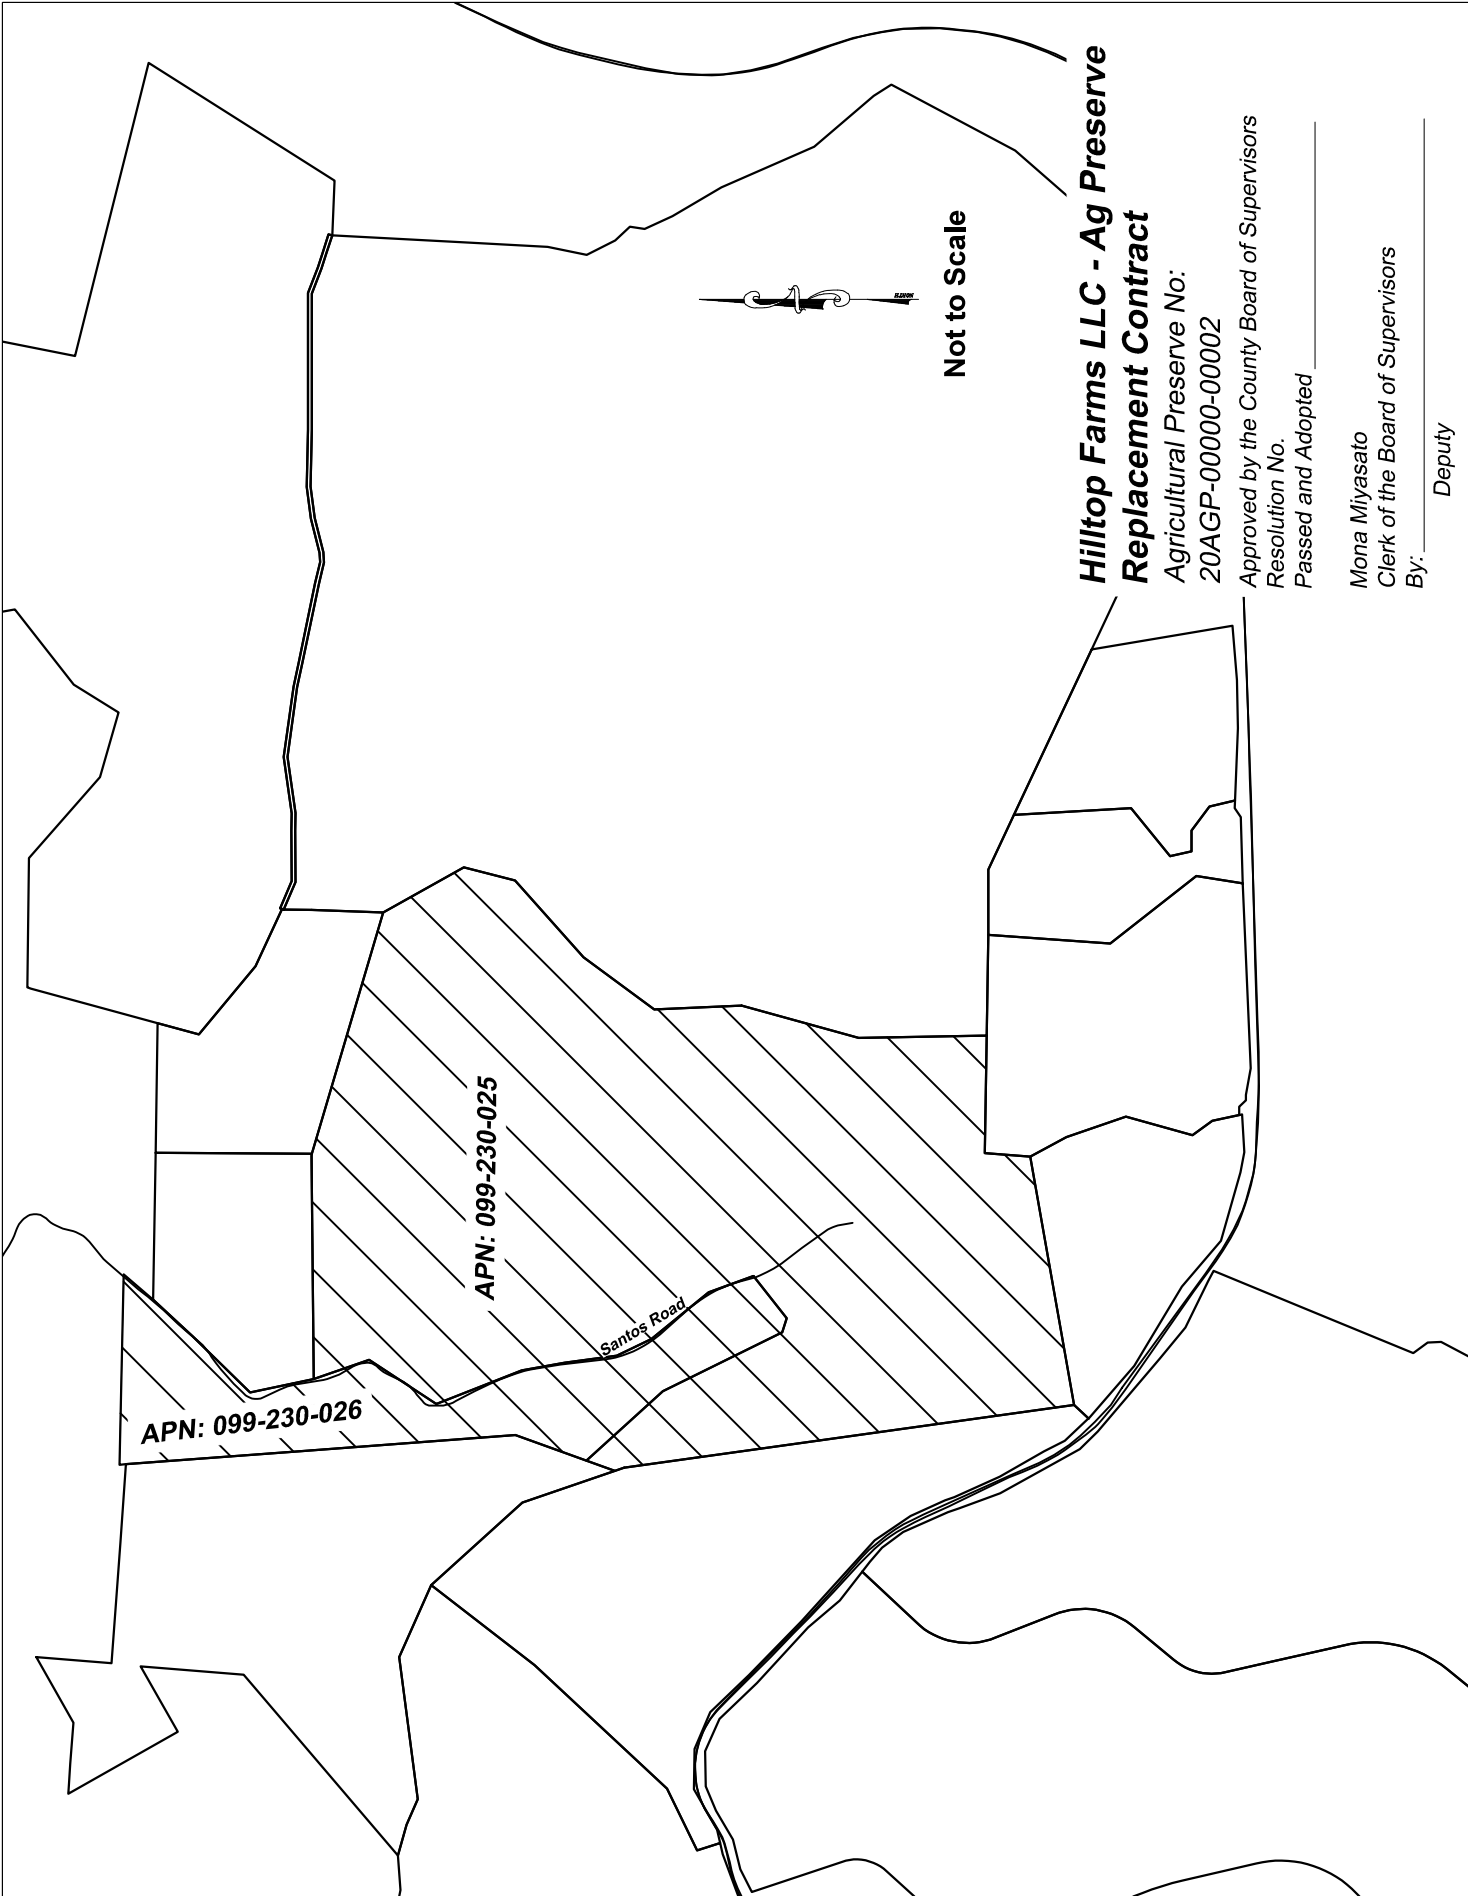 APN: 099-230-026
APN: 099-230-025
Santos Road
NORTH
Not to Scale
Hilltop Farms LLC - Ag Preserve
Replacement Contract
Agricultural Preserve No:
20AGP-00000-00002
Approved by the County Board of Supervisors
Resolution No.
Passed and Adopted
Mona Miyasato
Clerk of the Board of Supervisors
By:
Deputy